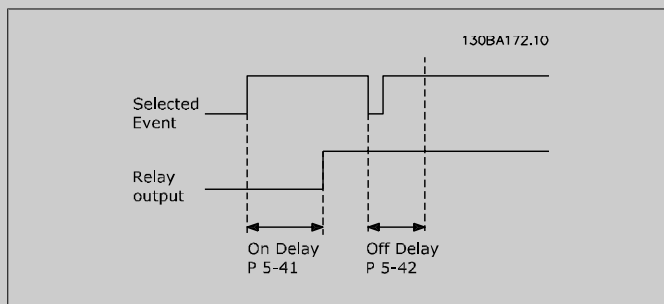 130BA172.10
Selected
Event
Relay
output
On Delay
P 5-41
Off Delay
P 5-42